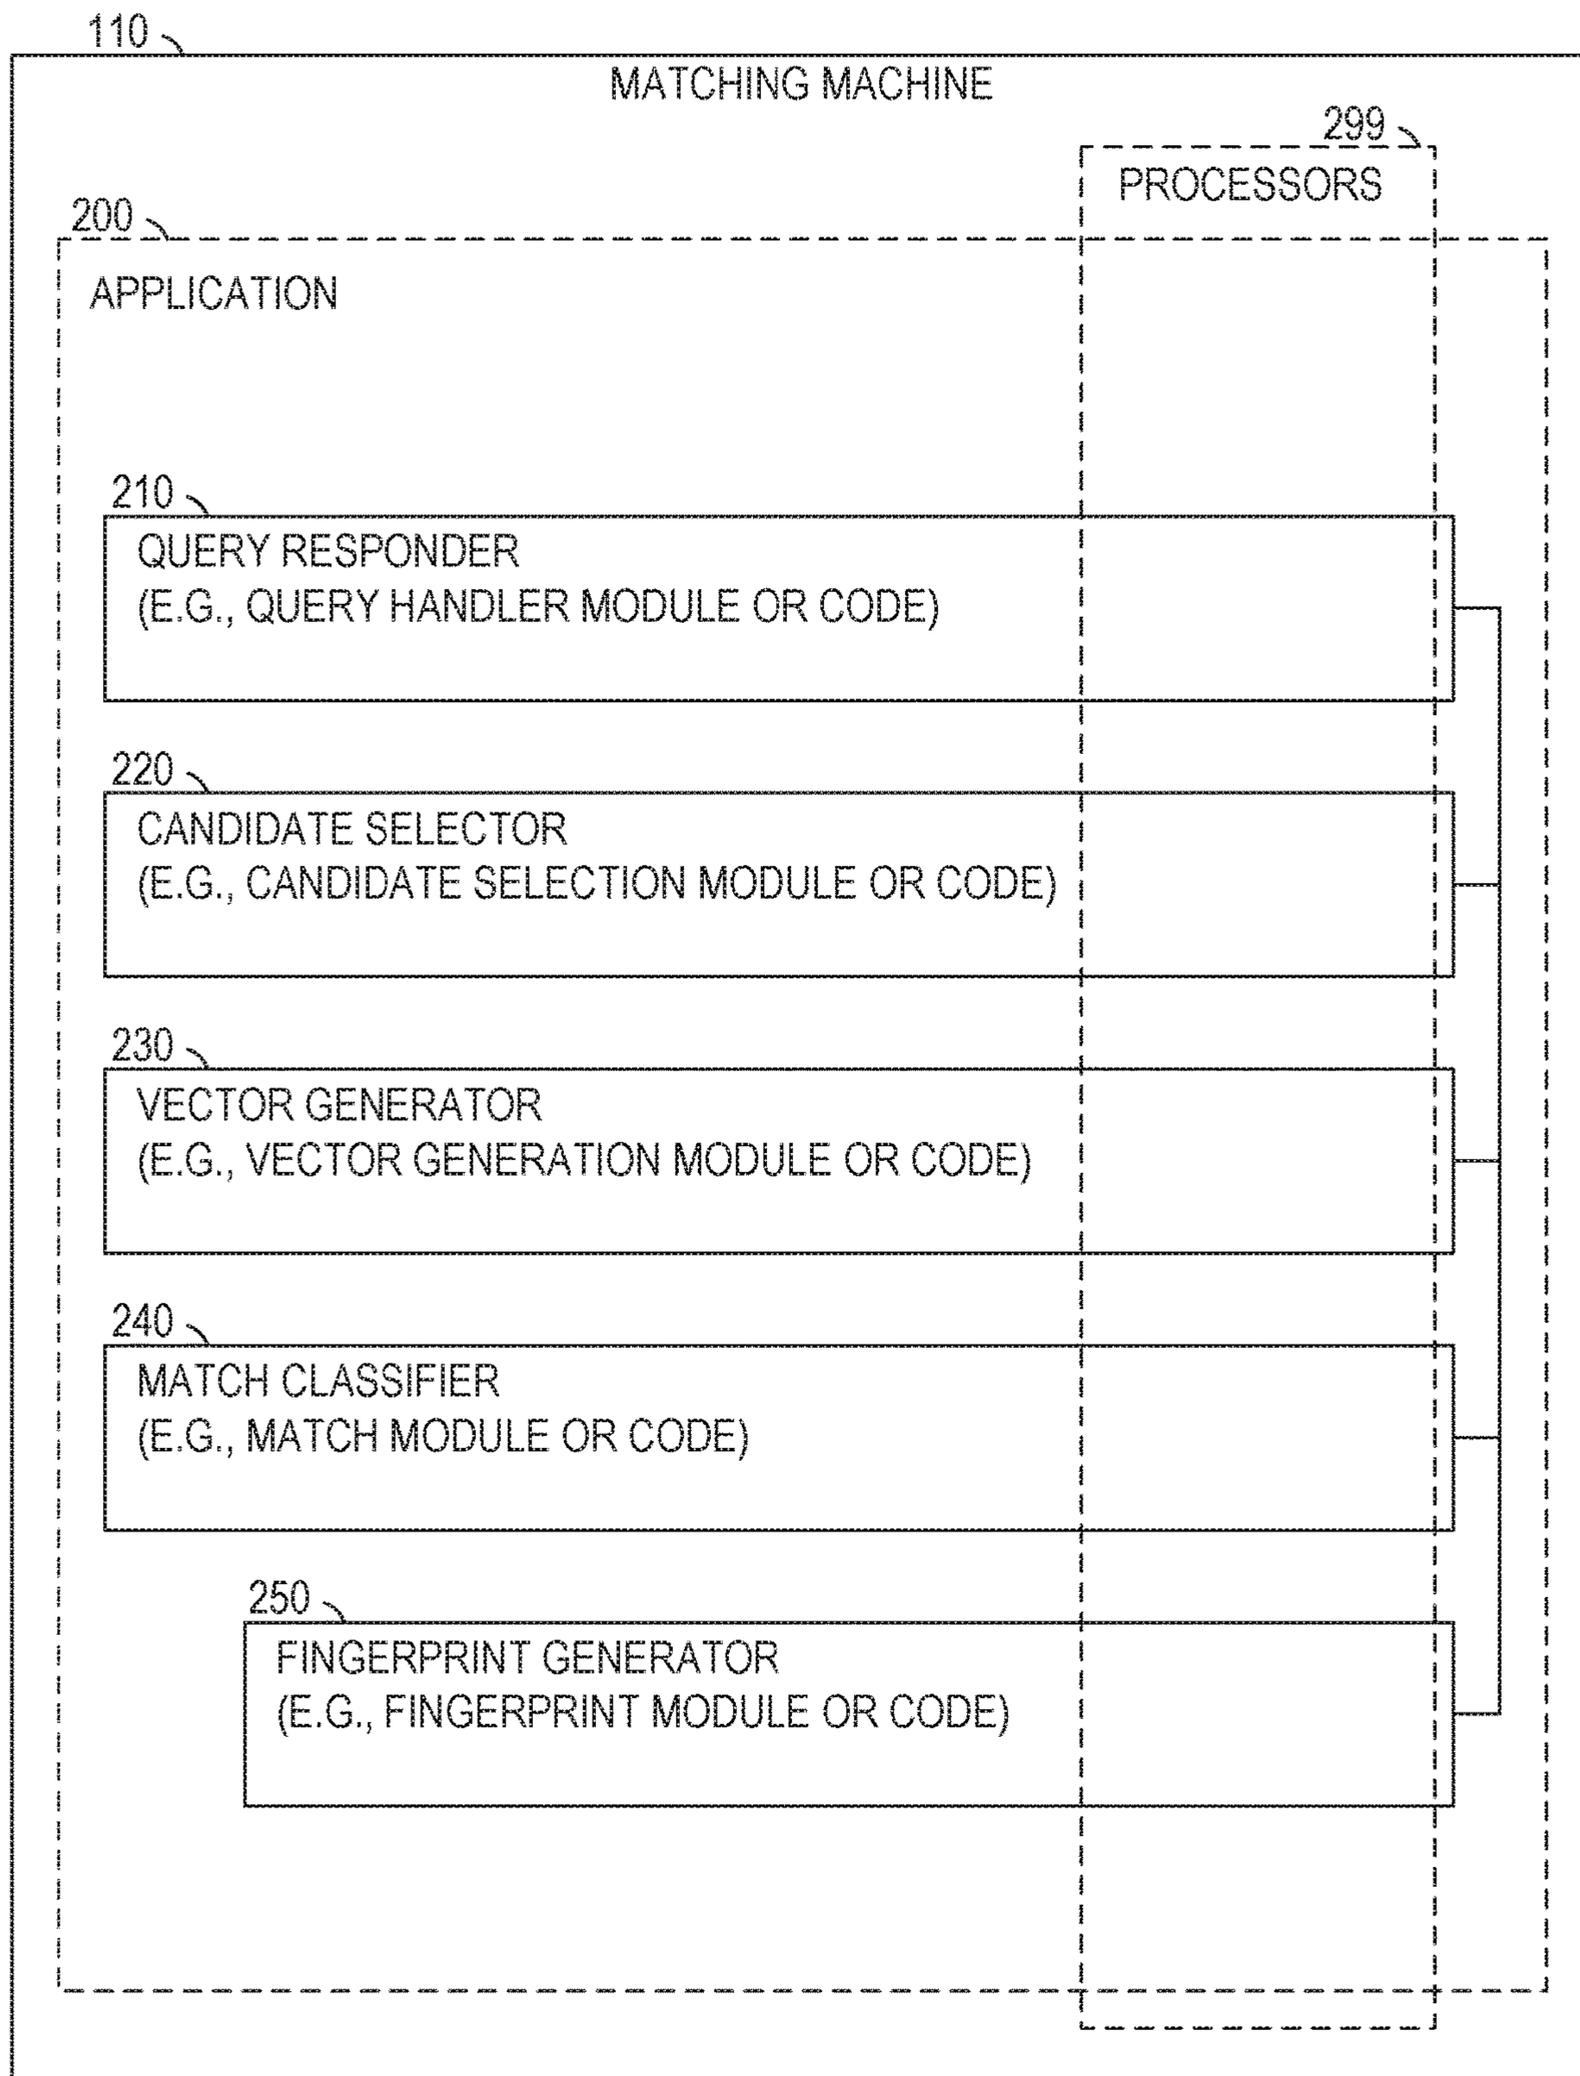 110
MATCHING MACHINE
299
PROCESSORS
200
APPLICATION
210
QUERY RESPONDER
(E.G., QUERY HANDLER MODULE OR CODE)
220
CANDIDATE SELECTOR
(E.G., CANDIDATE SELECTION MODULE OR CODE)
230
VECTOR GENERATOR
(E.G., VECTOR GENERATION MODULE OR CODE)
240
MATCH CLASSIFIER
(E.G., MATCH MODULE OR CODE)
250
FINGERPRINT GENERATOR
(E.G., FINGERPRINT MODULE OR CODE)